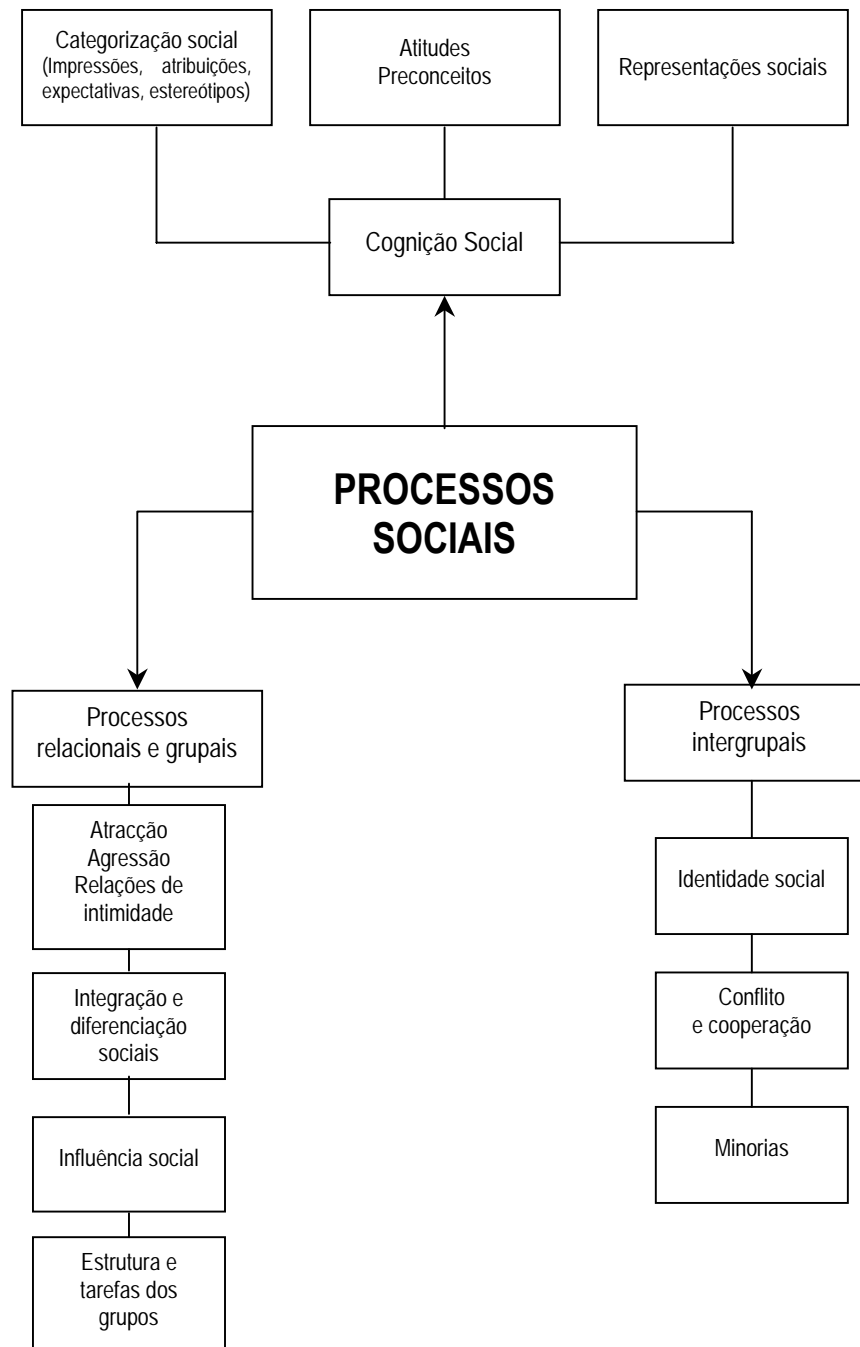 Categorização social
(Impressões, atribuições,
expectativas, estereótipos)
Atitudes
Preconceitos
Representações sociais
Cognição Social
PROCESSOS
SOCIAIS
Processos
relacionais e grupais
Processos
intergrupais
Atracção
Agressão
Relações de
intimidade
Identidade social
Integração e
diferenciação
sociais
Conflito
e cooperação
Influência social
Minorias
Estrutura e
tarefas dos
grupos